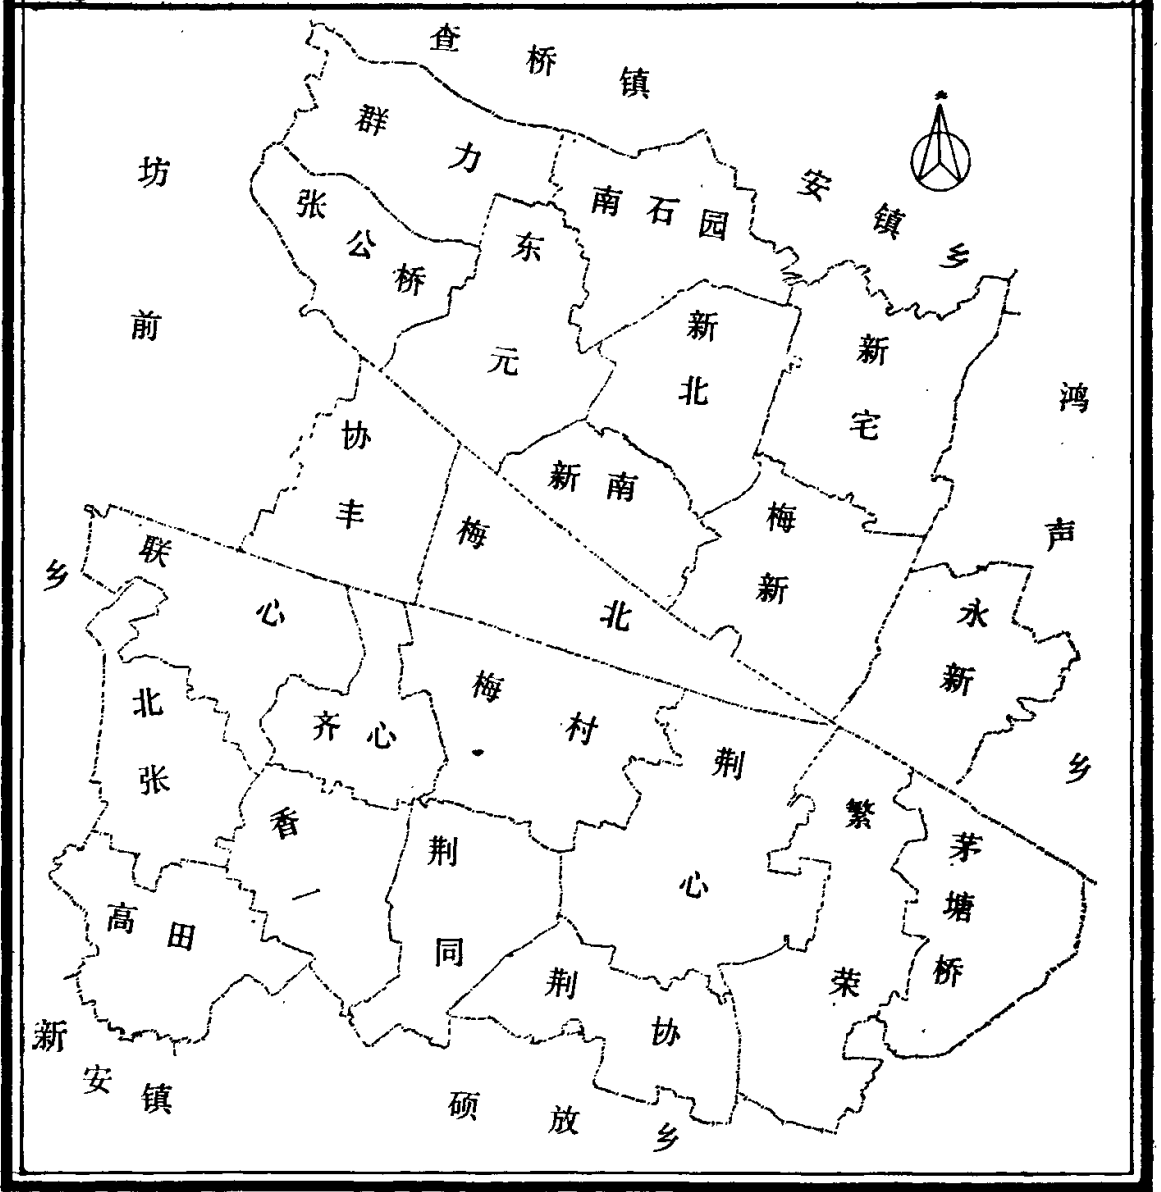 查桥镇
群力
坊前乡
安镇乡
张公桥
南石园
东元
新北
新宅
鸿声乡
协丰
新南
梅新
联心
梅北
永新
北张
齐心
梅村
荆心
繁荣
茅塘桥
香
荆同
高田
荆协
新安镇
硕放乡